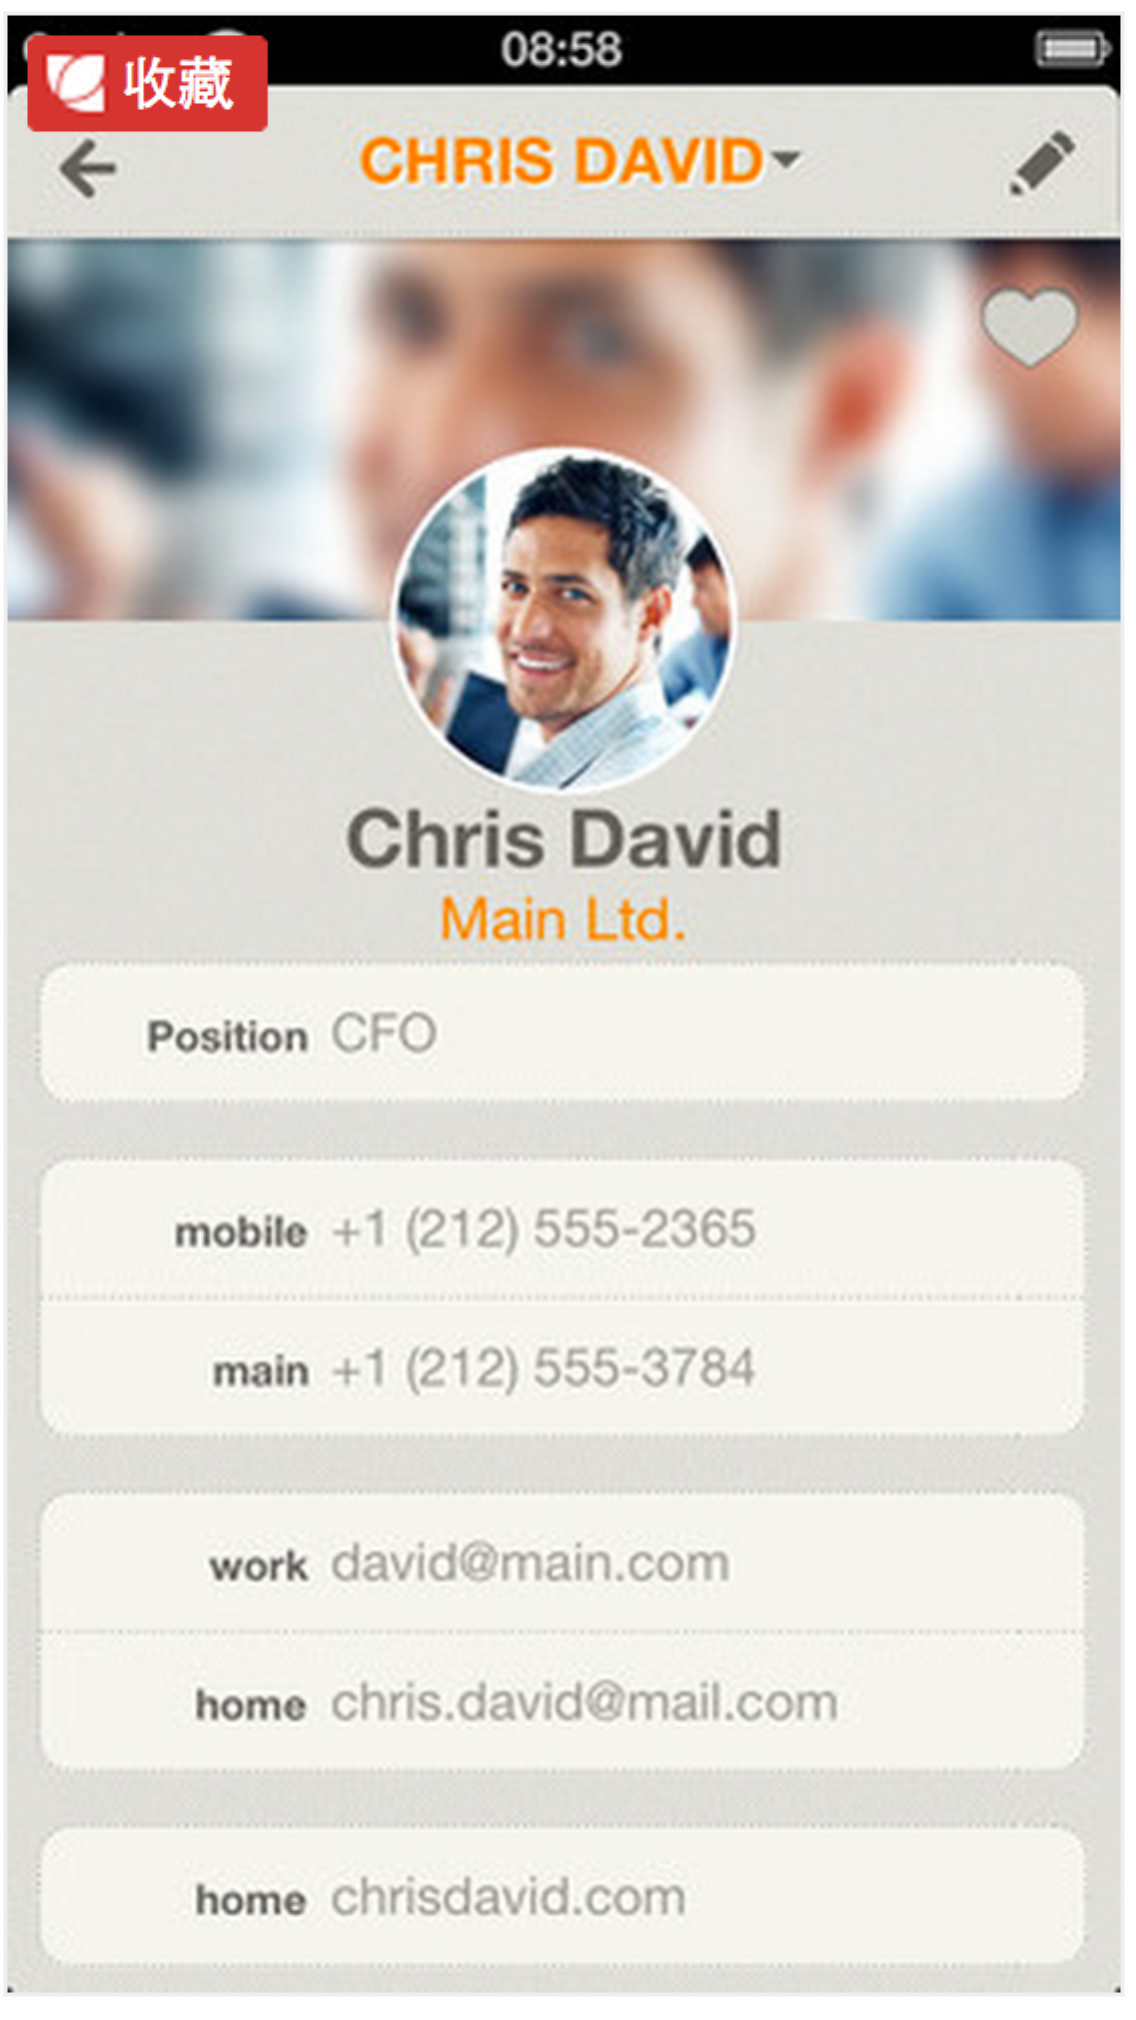 08:58
收藏
CHRIS DAVID
Chris David
Main Ltd.
Position CFO
mobile +1 (212) 555-2365
main +1 (212) 555-3784
work david@main.com
home chris.david@mail.com
home chrisdavid.com